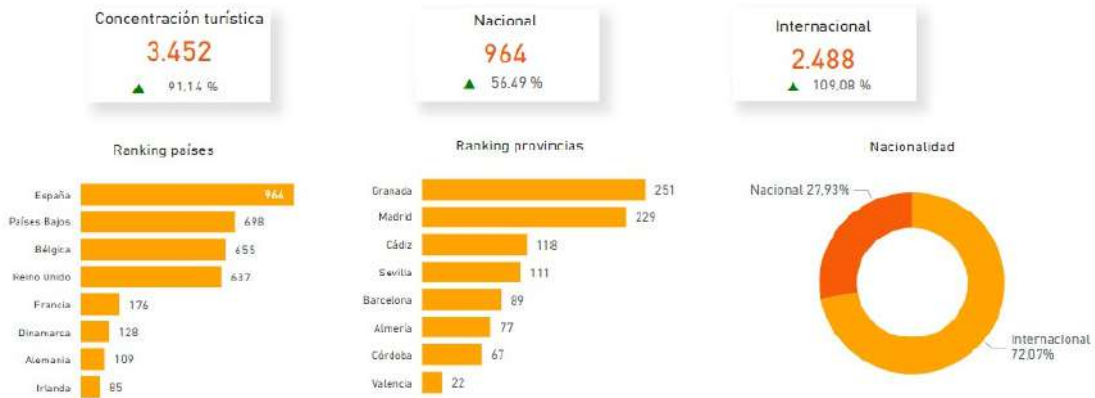 Concentración turística
3.452
▲ 91,14 %
Nacional
964
▲ 56,49 %
Internacional
2.488
▲ 109,08 %
Ranking países
España 964
Países Bajos 698
Bélgica 655
Reino Unido 637
Francia 176
Dinamarca 128
Alemania 109
Irlanda 85
Ranking provincias
Granada 251
Madrid 229
Cádiz 118
Sevilla 111
Barcelona 89
Almería 77
Córdoba 67
Valencia 22
Nacionalidad
Nacional 27,93%
Internacional
72,07%